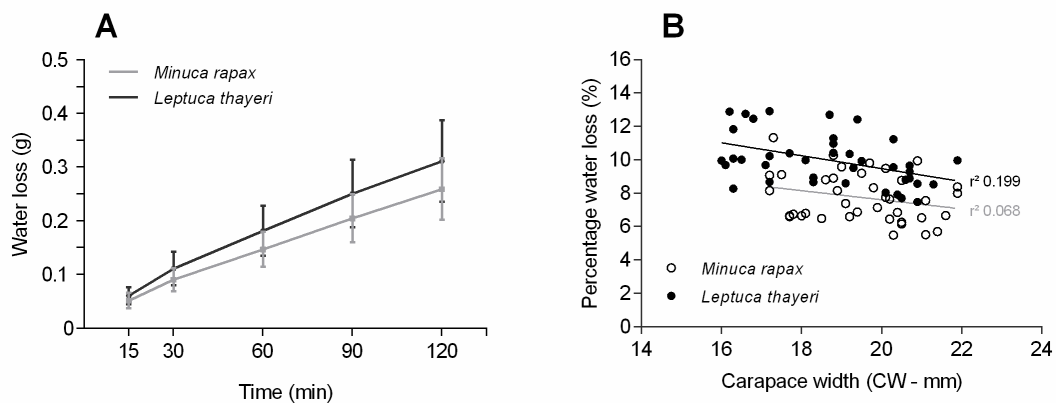 A
Water loss (g)
0.5
0.4
0.3
0.2
0.1
0
Minuca rapax
Leptuca thayeri
15 30 60 90 120
Time (min)
B
Percentage water loss (%)
16
14
12
10
8
6
4
2
0
r² 0.199
r² 0.068
Minuca rapax
Leptuca thayeri
14 16 18 20 22 24
Carapace width (CW - mm)